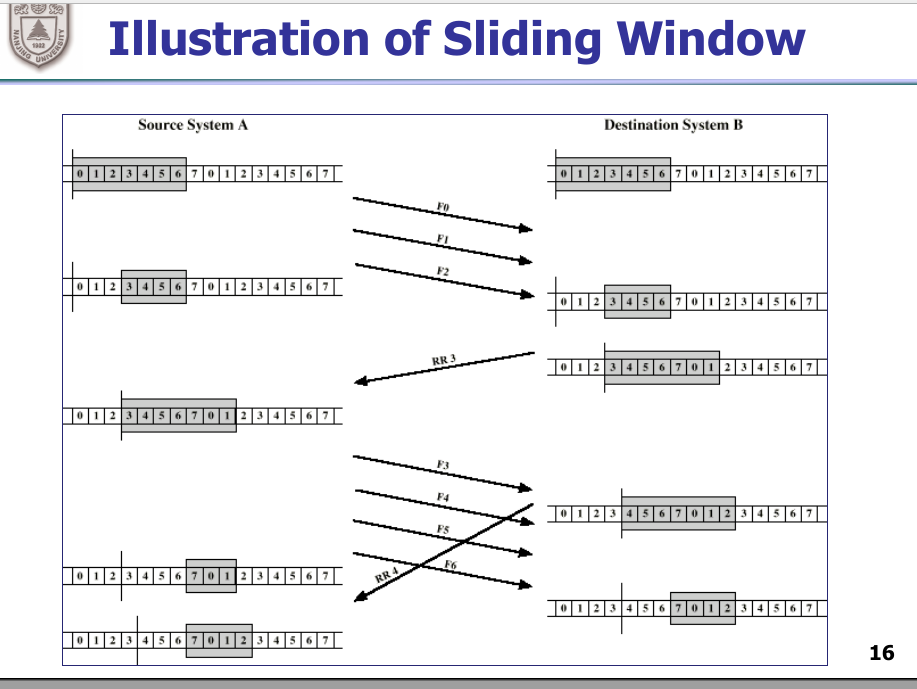 NANJING UNIVERSITY
1902
Illustration of Sliding Window
Source System A
Destination System B
0 1 2 3 4 5 6 7 0 1 2 3 4 5 6 7
0 1 2 3 4 5 6 7 0 1 2 3 4 5 6 7
F0
F1
F2
0 1 2 3 4 5 6 7 0 1 2 3 4 5 6 7
0 1 2 3 4 5 6 7 0 1 2 3 4 5 6 7
RR 3
0 1 2 3 4 5 6 7 0 1 2 3 4 5 6 7
0 1 2 3 4 5 6 7 0 1 2 3 4 5 6 7
F3
F4
F5
F6
RR 4
0 1 2 3 4 5 6 7 0 1 2 3 4 5 6 7
0 1 2 3 4 5 6 7 0 1 2 3 4 5 6 7
0 1 2 3 4 5 6 7 0 1 2 3 4 5 6 7
0 1 2 3 4 5 6 7 0 1 2 3 4 5 6 7
16